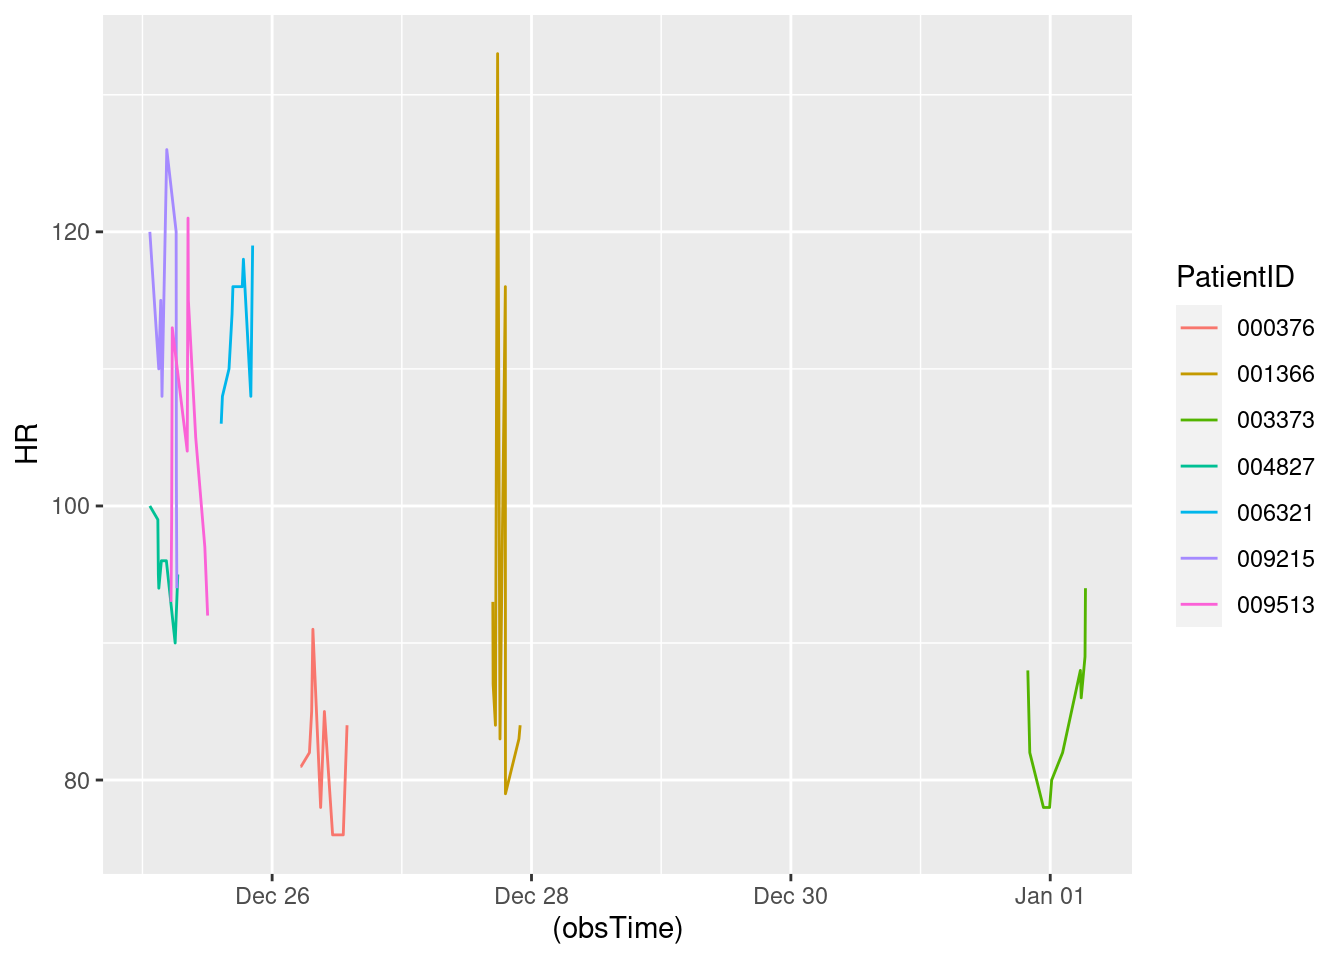 120
100
80
HR
Dec 26
Dec 28
Dec 30
Jan 01
(obsTime)
PatientID
000376
001366
003373
004827
006321
009215
009513